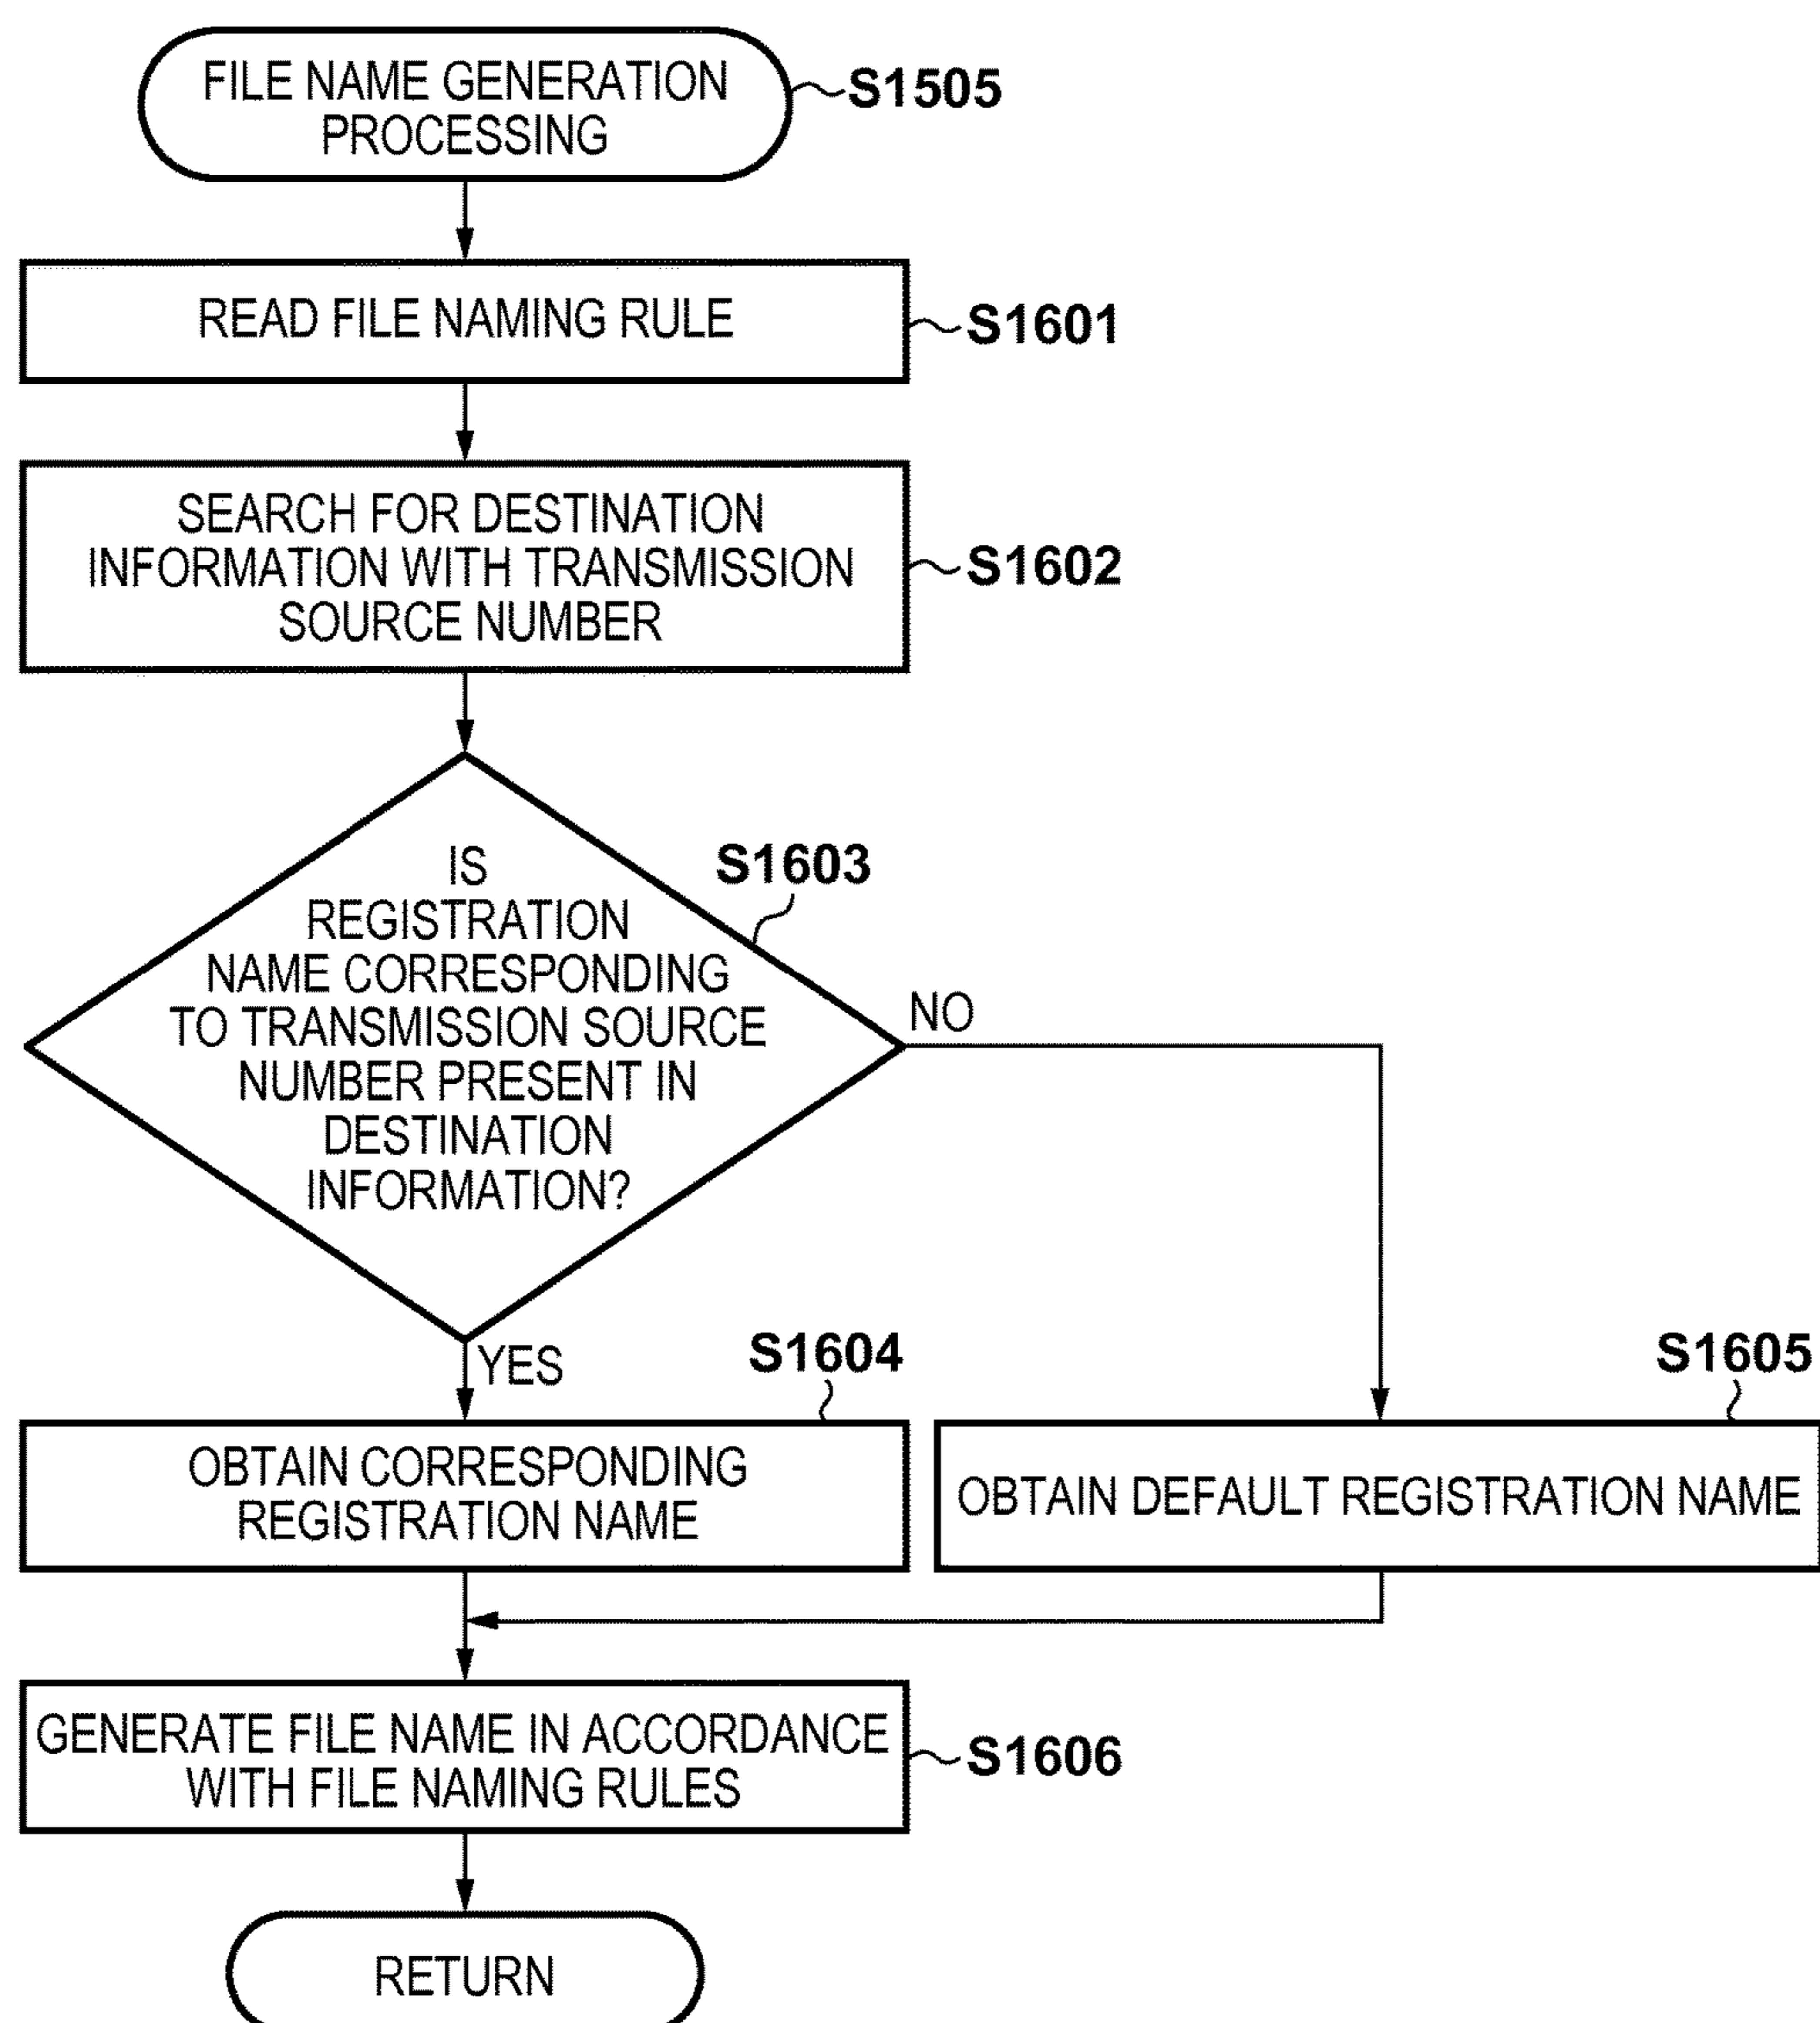 FILE NAME GENERATION
PROCESSING
S1505
READ FILE NAMING RULE
S1601
SEARCH FOR DESTINATION
INFORMATION WITH TRANSMISSION
SOURCE NUMBER
S1602
IS
REGISTRATION
NAME CORRESPONDING
TO TRANSMISSION SOURCE
NUMBER PRESENT IN
DESTINATION
INFORMATION?
S1603
NO
YES
S1604
OBTAIN CORRESPONDING
REGISTRATION NAME
S1605
OBTAIN DEFAULT REGISTRATION NAME
GENERATE FILE NAME IN ACCORDANCE
WITH FILE NAMING RULES
S1606
RETURN